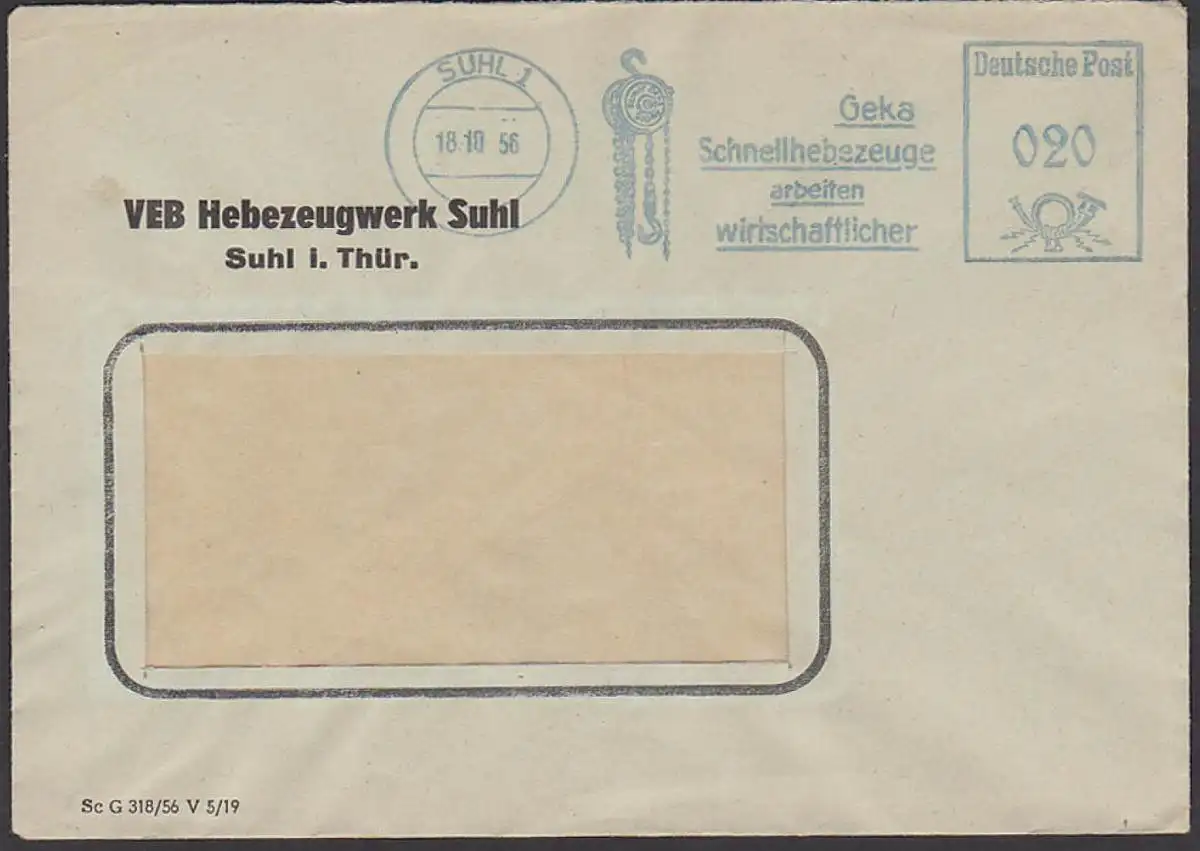 SUHL 1
18.10 56
Geka
Schnellhebezeuge
arbeiten
wirtschaftlicher
Deutsche Post
020
VEB Hebezeugwerk Suhl
Suhl i. Thür.
Sc G 318/56 V 5/19